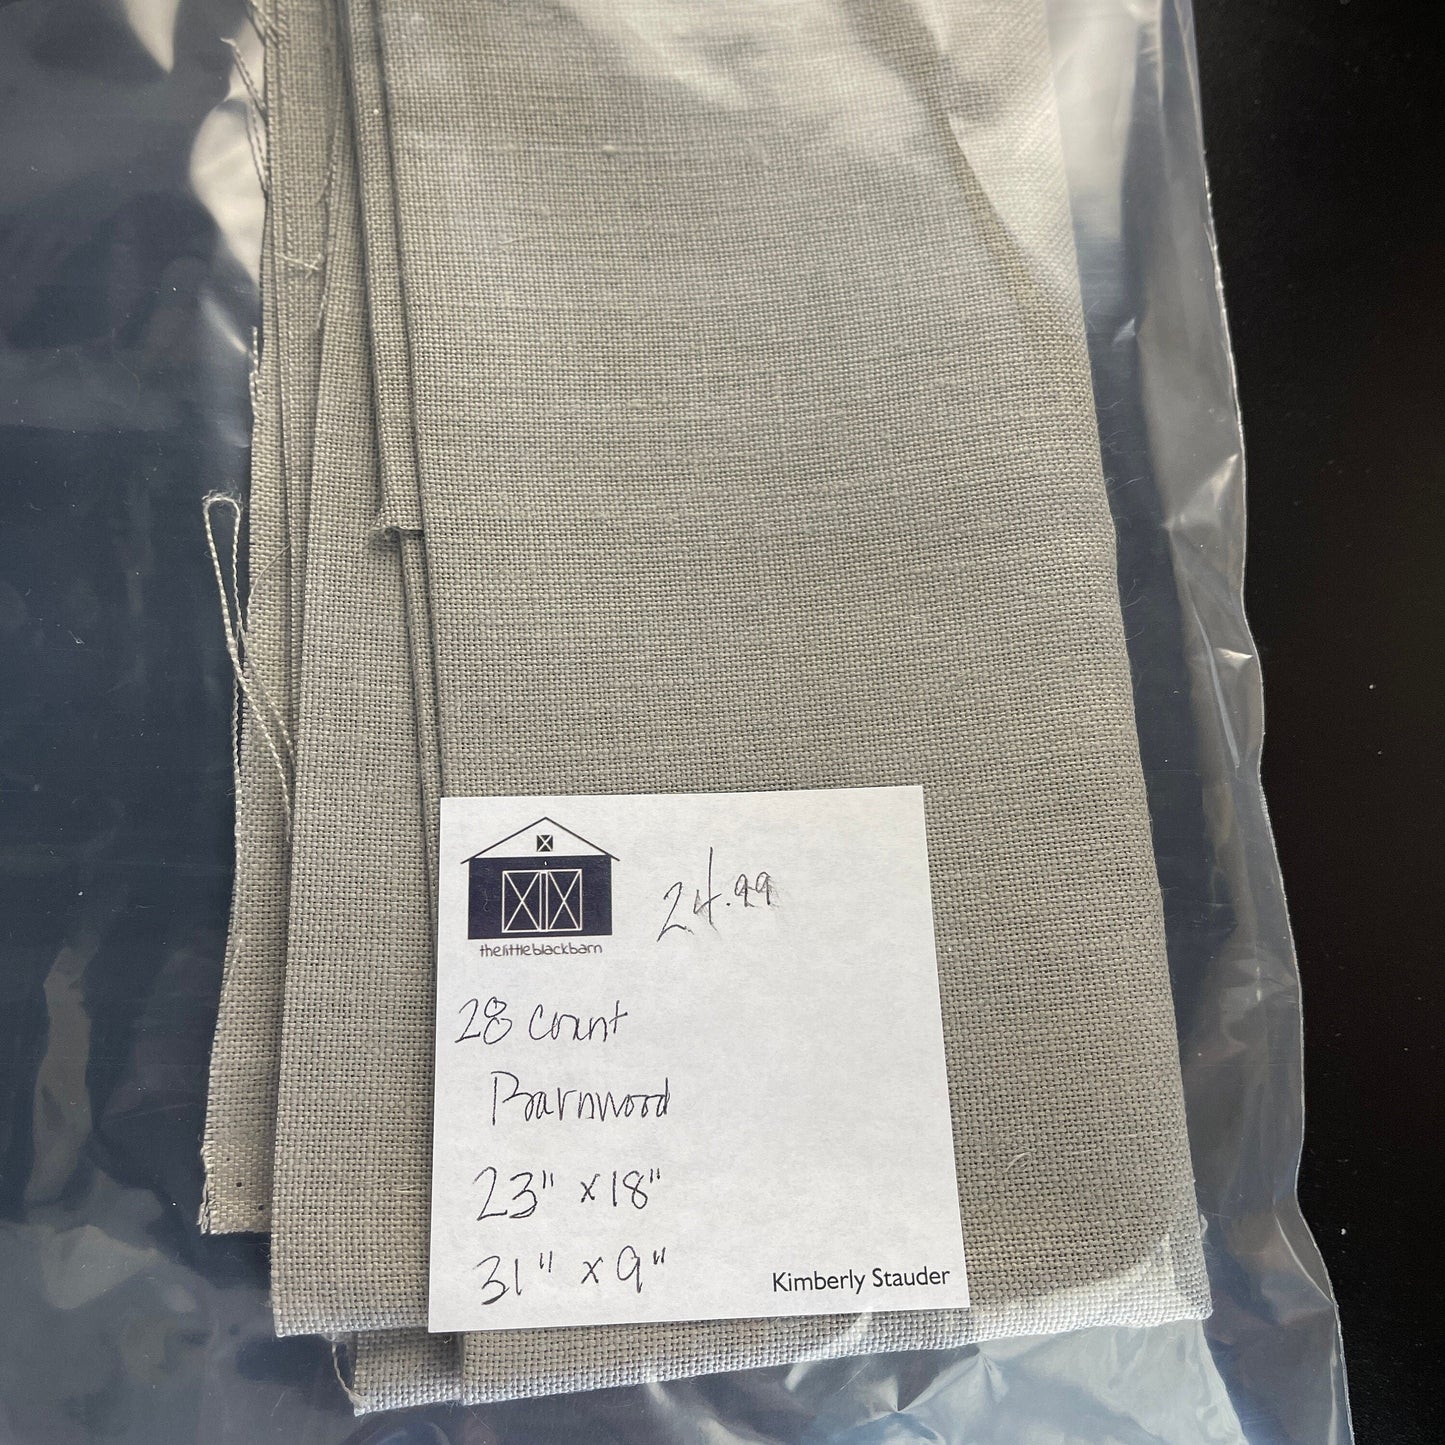 thelittleblackbarn
24.99
28 count
Barnwood
23" x 18"
31" x 9"
Kimberly Stauder